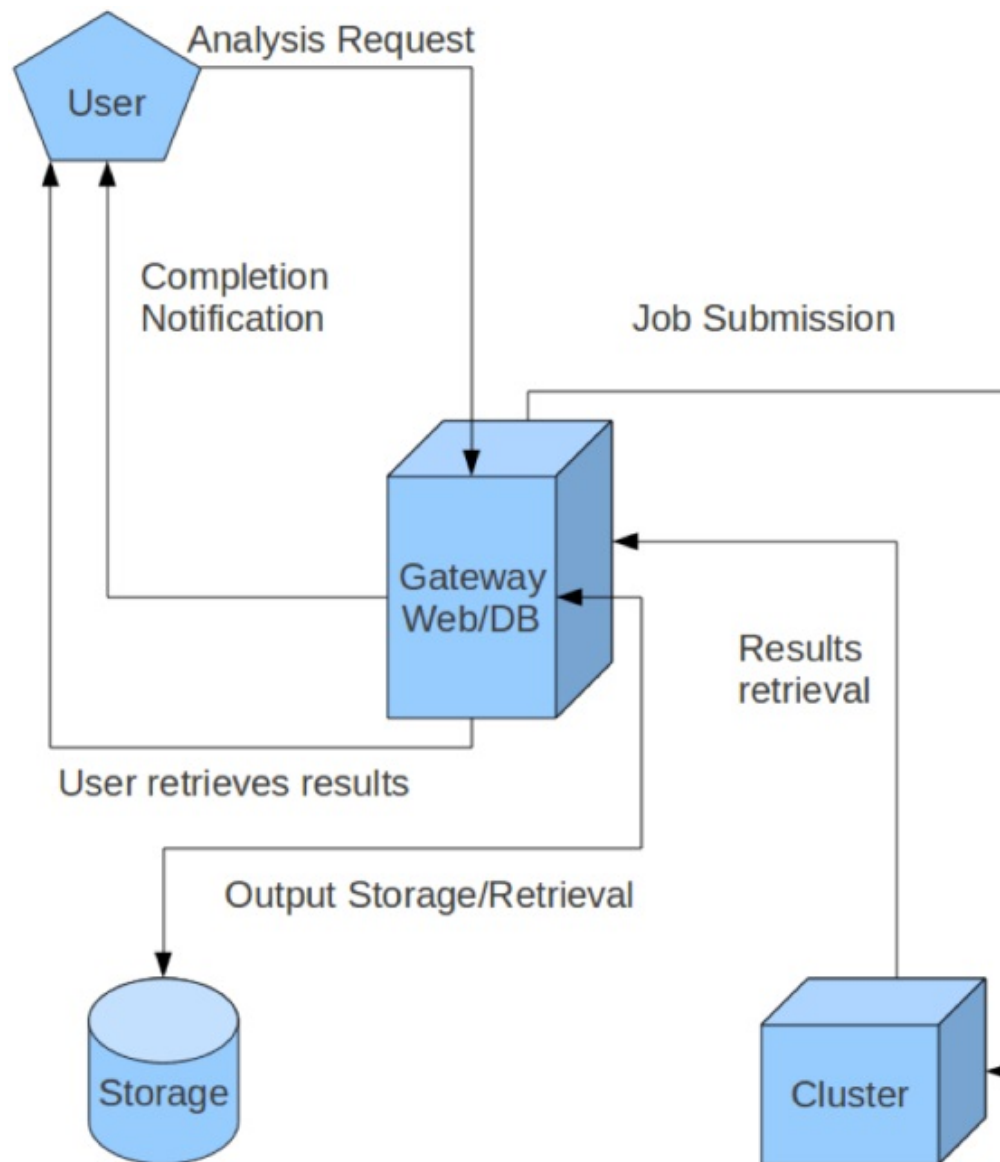 Analysis Request
User
Completion
Notification
Job Submission
Gateway
Web/DB
Results
retrieval
User retrieves results
Output Storage/Retrieval
Storage
Cluster